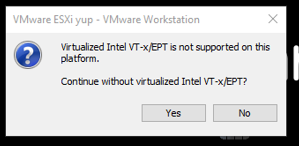 VMware ESXi yup - VMware Workstation
Virtualized Intel VT-x/EPT is not supported on this
platform.
Continue without virtualized Intel VT-x/EPT?
Yes
No